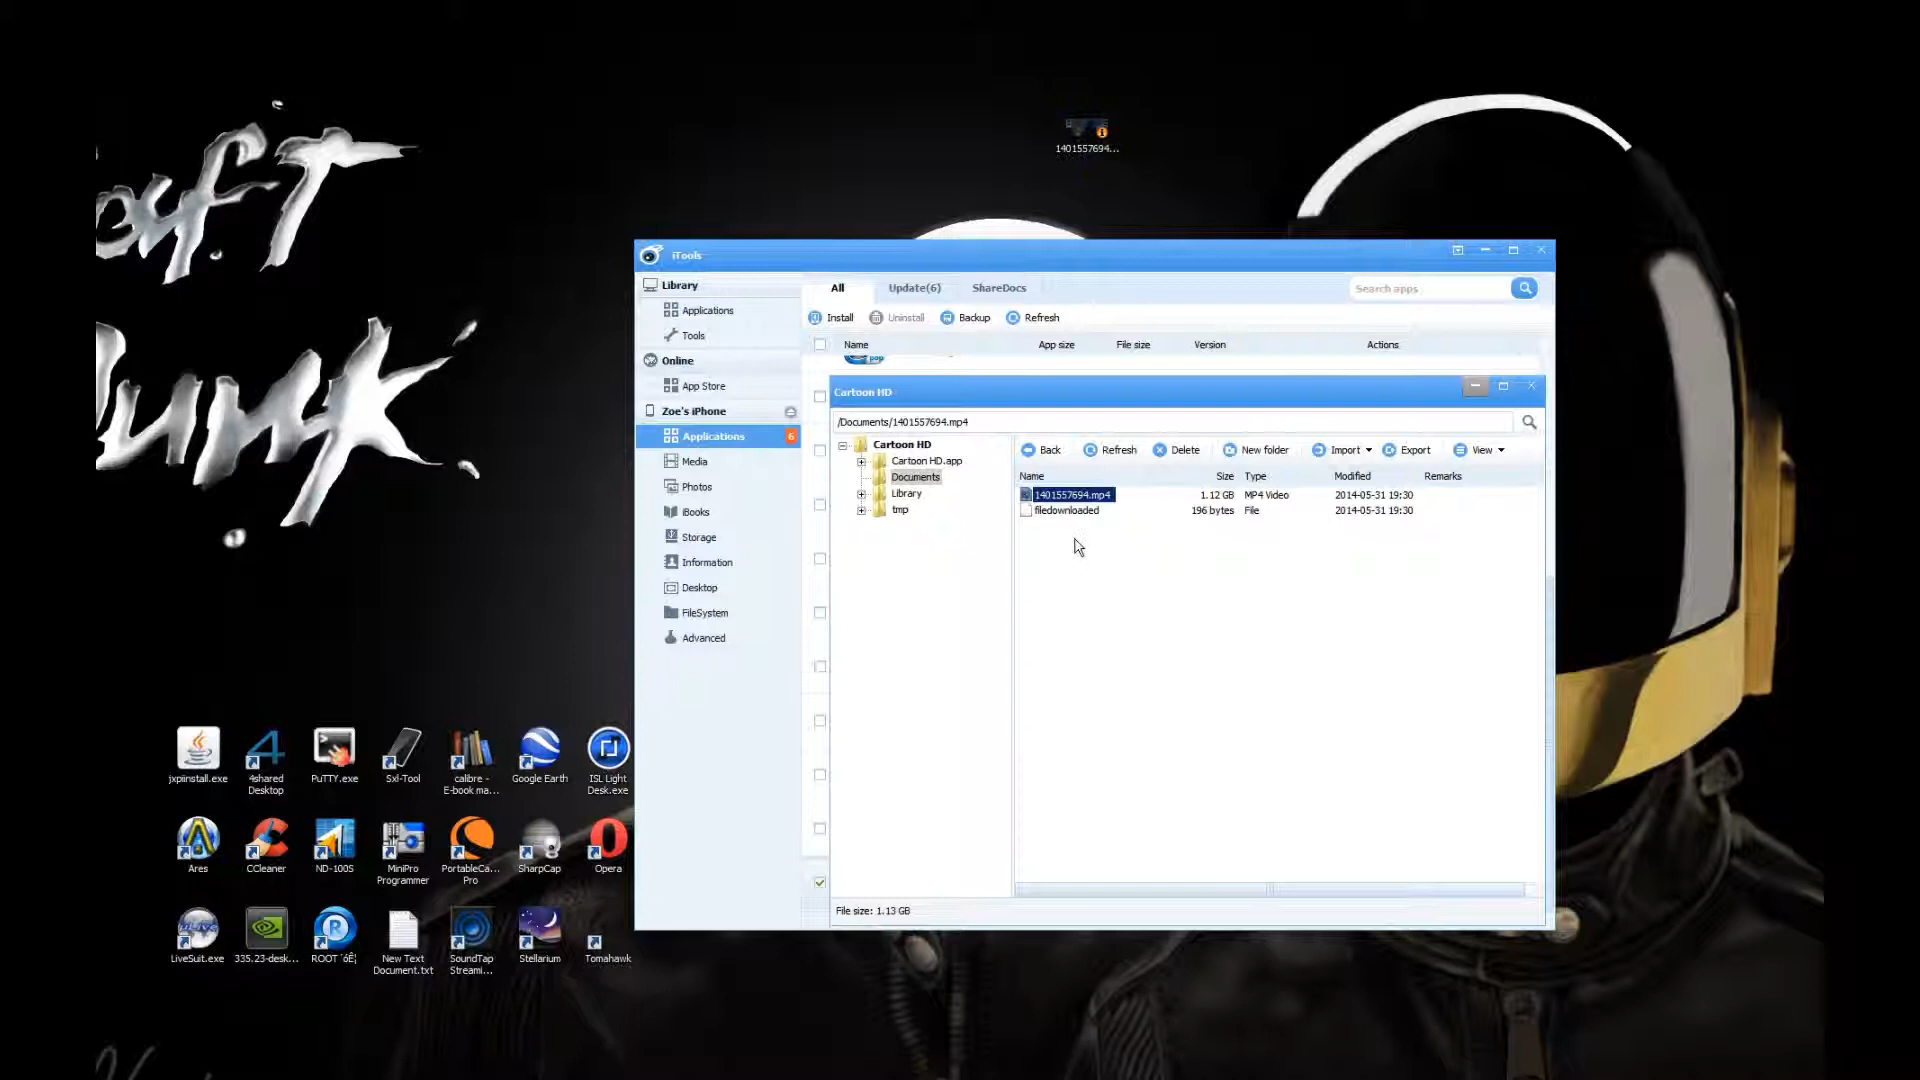 Daft
Punk
1401557694...
iTools
Library
Applications
Tools
Online
App Store
Zoe's iPhone
Applications 6
Media
Photos
iBooks
Storage
Information
Desktop
FileSystem
Advanced
All Update(6) ShareDocs Search apps
Install Uninstall Backup Refresh
Name App size File size Version Actions
pop
Cartoon HD
/Documents/1401557694.mp4
Cartoon HD
Cartoon HD.app
Documents
Library
tmp
Back Refresh Delete New folder Import Export View
Name Size Type Modified Remarks
1401557694.mp4 1.12 GB MP4 Video 2014-05-31 19:30
filedownloaded 196 bytes File 2014-05-31 19:30
File size: 1.13 GB
jxpiinstall.exe
4shared
Desktop
PuTTY.exe
Sxl-Tool
calibre -
E-book ma...
Google Earth
ISL Light
Desk.exe
Ares
CCleaner
ND-100S
MiniPro
Programmer
PortableCa...
Pro
SharpCap
Opera
LiveSuit.exe
335.23-desk...
ROOT
New Text
Document.txt
SoundTap
Streami...
Stellarium
Tomahawk